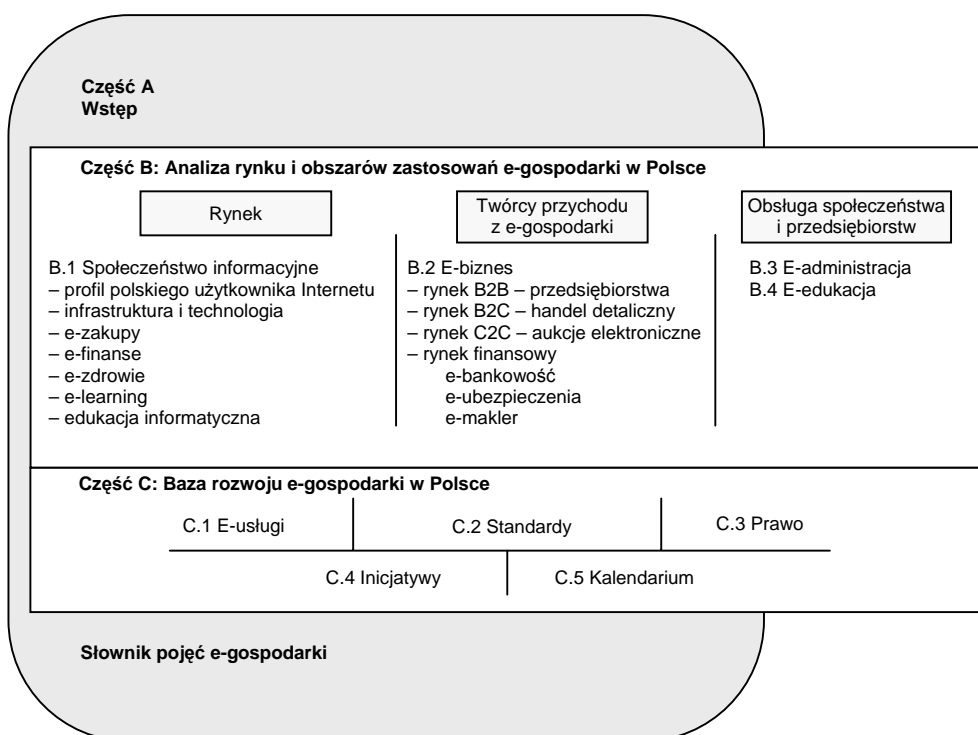 Część A
Wstęp
Część B: Analiza rynku i obszarów zastosowań e-gospodarki w Polsce
Rynek
B.1 Społeczeństwo informacyjne
– profil polskiego użytkownika Internetu
– infrastruktura i technologia
– e-zakupy
– e-finanse
– e-zdrowie
– e-learning
– edukacja informatyczna
Twórcy przychodu
z e-gospodarki
B.2 E-biznes
– rynek B2B – przedsiębiorstwa
– rynek B2C – handel detaliczny
– rynek C2C – aukcje elektroniczne
– rynek finansowy
e-bankowość
e-ubezpieczenia
e-makler
Obsługa społeczeństwa
i przedsiębiorstw
B.3 E-administracja
B.4 E-edukacja
Część C: Baza rozwoju e-gospodarki w Polsce
C.1 E-usługi
C.2 Standardy
C.3 Prawo
C.4 Inicjatywy
C.5 Kalendarium
Słownik pojęć e-gospodarki